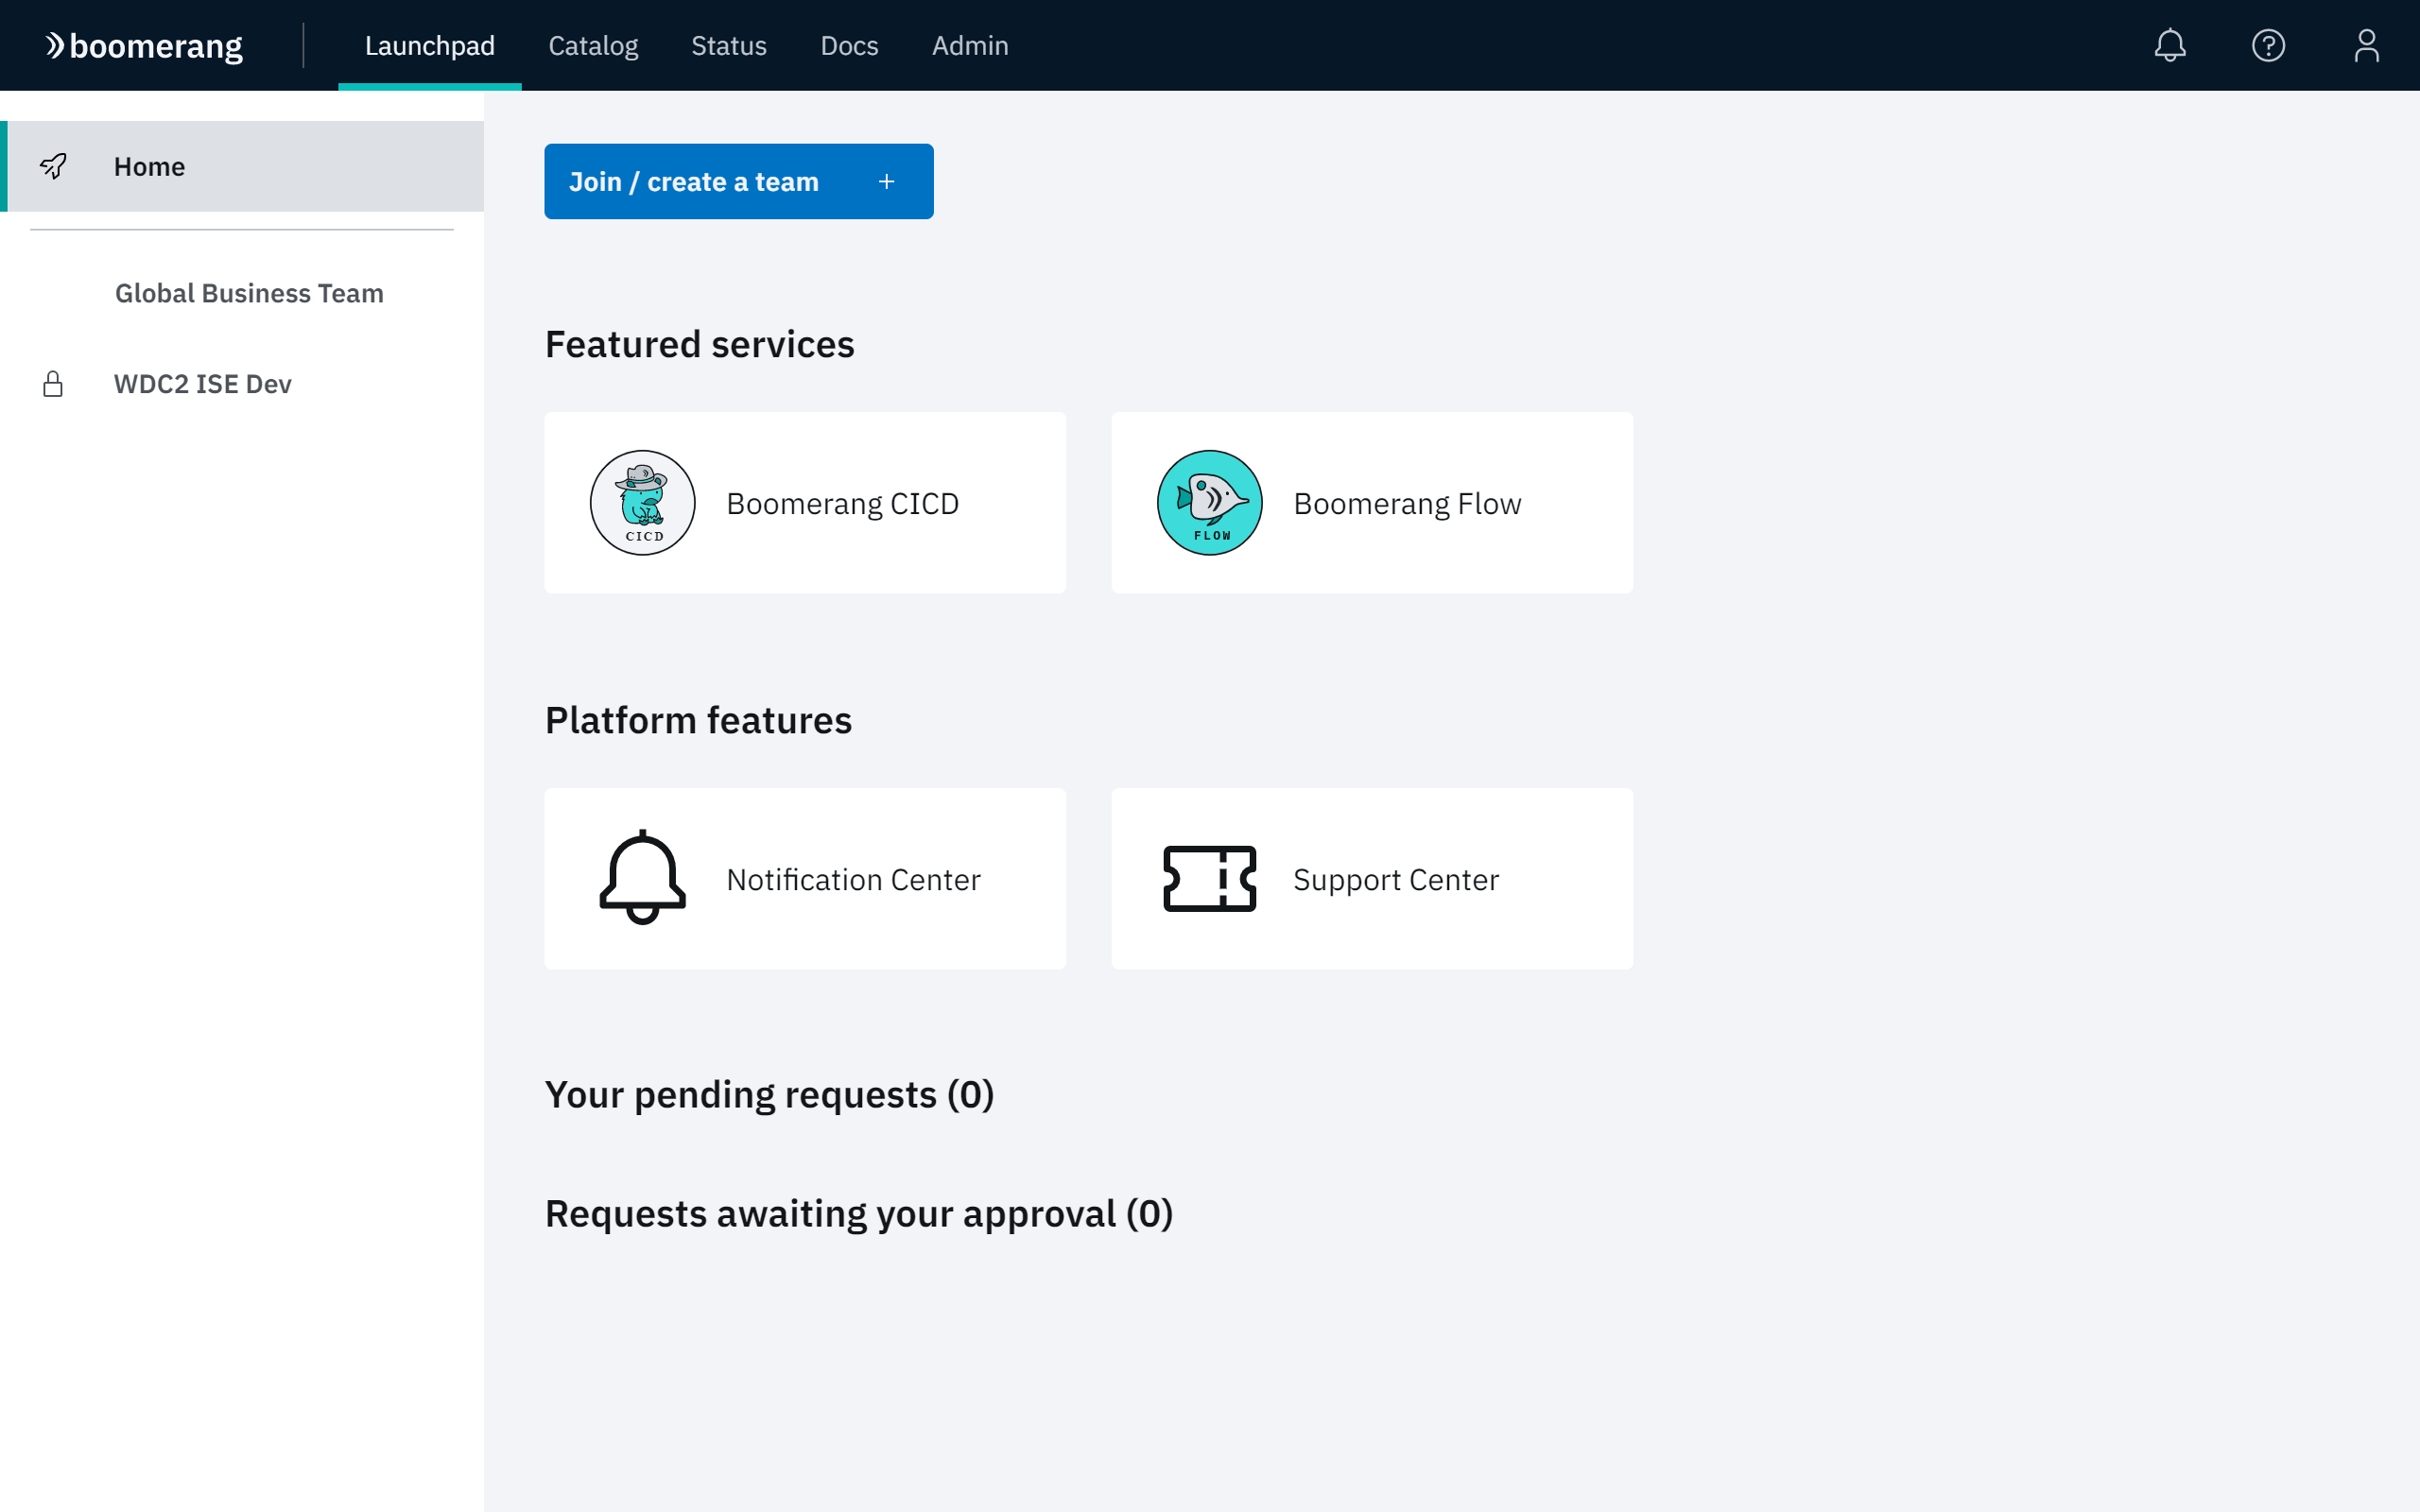 boomerang
Launchpad Catalog Status Docs Admin
Home
Global Business Team
WDC2 ISE Dev
Join / create a team +
Featured services
CICD
Boomerang CICD
FLOW
Boomerang Flow
Platform features
Notification Center
Support Center
Your pending requests (0)
Requests awaiting your approval (0)